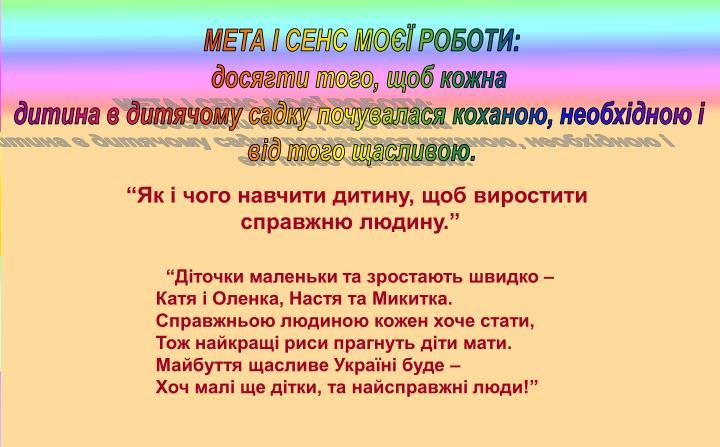 МЕТА І СЕНС МОЄЇ РОБОТИ:
досягти того, щоб кожна
дитина в дитячому садку почувалася коханою, необхідною і
від того щасливою.
“Як і чого навчити дитину, щоб виростити
справжню людину.”
“Діточки маленьки та зростають швидко –
Катя і Оленка, Настя та Микитка.
Справжньою людиною кожен хоче стати,
Тож найкращі риси прагнуть діти мати.
Майбуття щасливе Україні буде –
Хоч малі ще дітки, та найсправжні люди!”